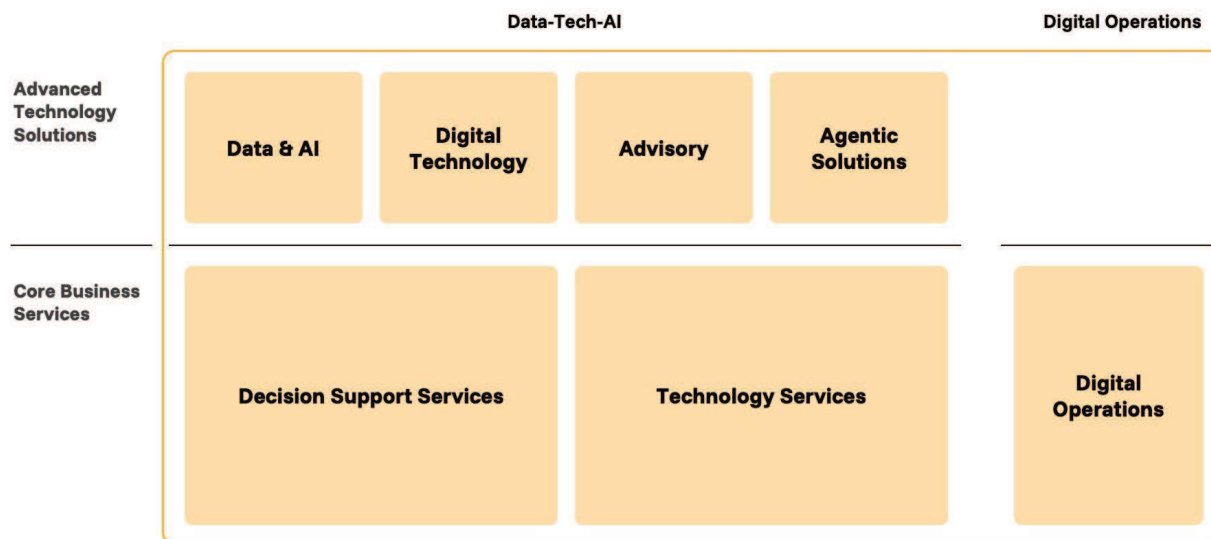 Data-Tech-AI
Digital Operations
Advanced
Technology
Solutions
Data & AI
Digital
Technology
Advisory
Agentic
Solutions
Core Business
Services
Decision Support Services
Technology Services
Digital
Operations